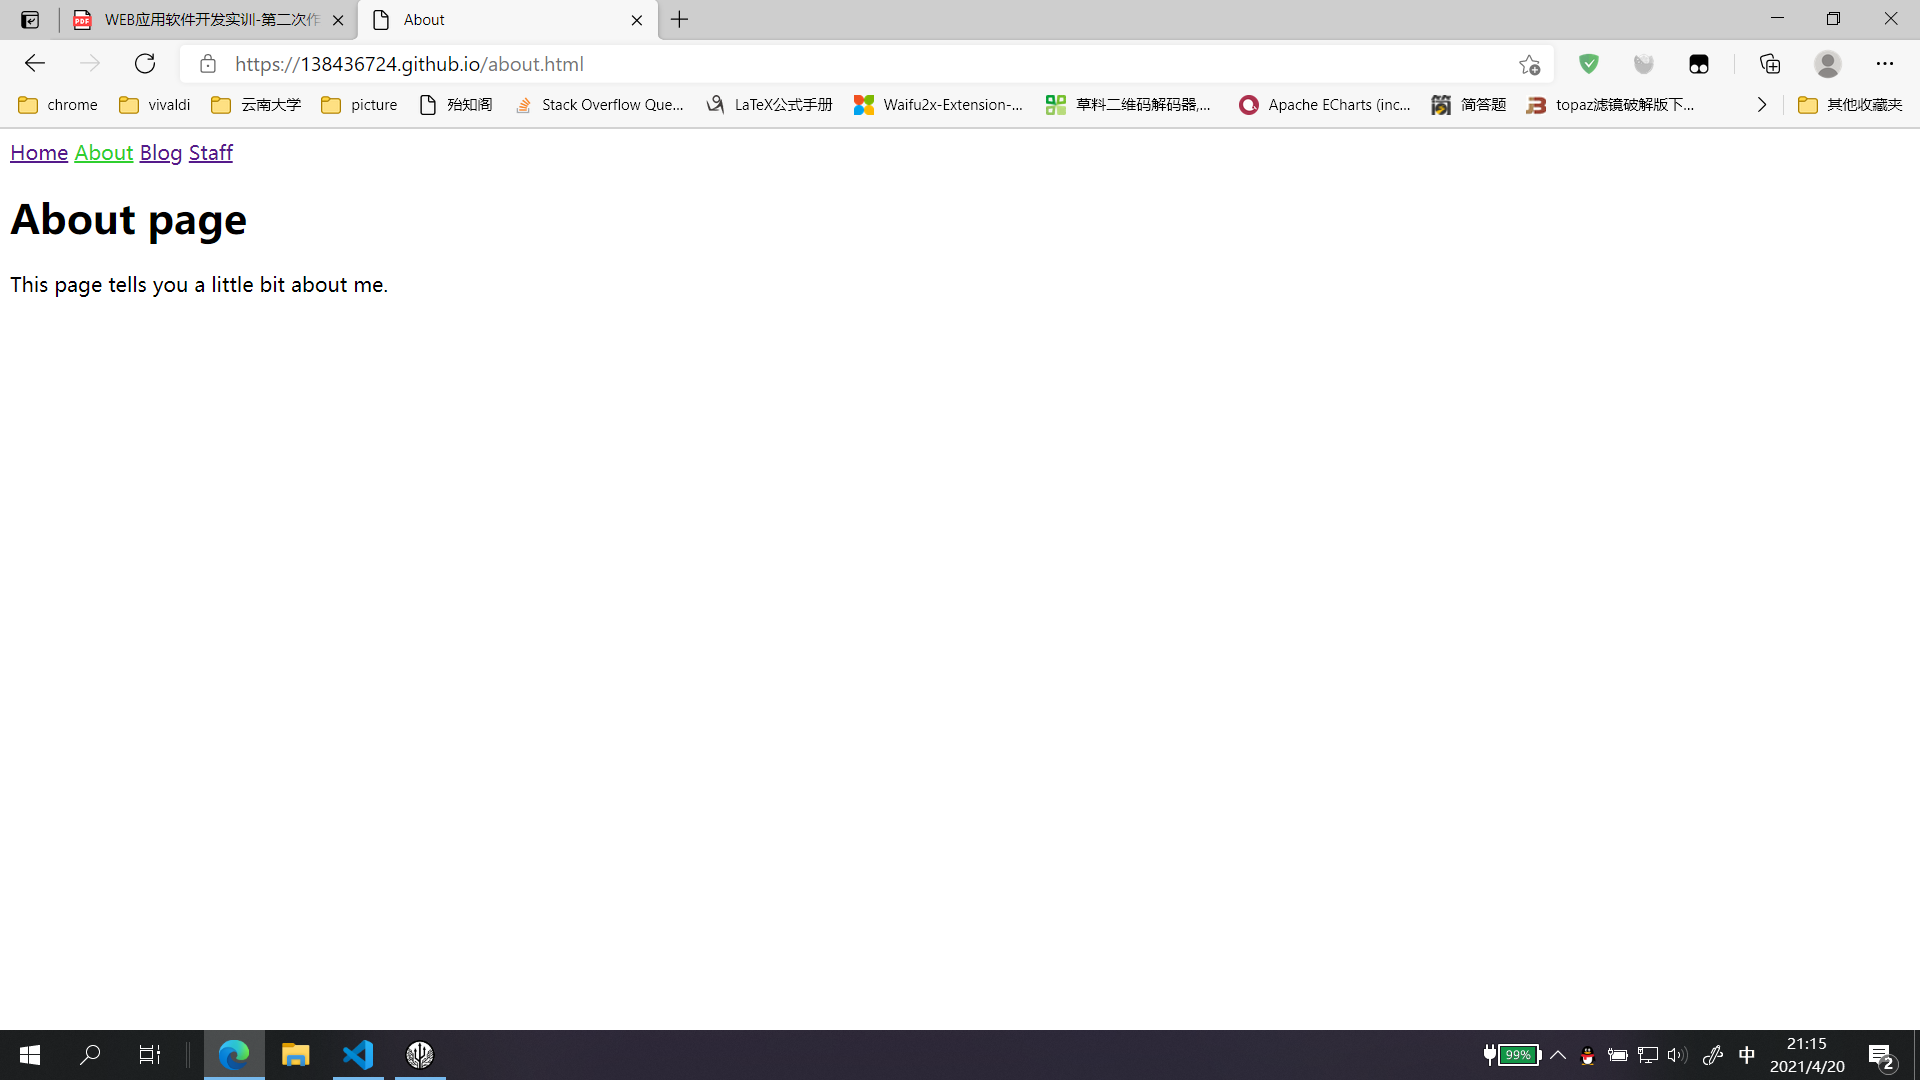 WEB应用软件开发实训-第二次作
About
https://138436724.github.io/about.html
chrome
vivaldi
云南大学
picture
殆知阁
Stack Overflow Que...
LaTeX公式手册
Waifu2x-Extension-...
草料二维码解码器,...
Apache ECharts (inc...
简答题
topaz滤镜破解版下...
其他收藏夹
Home About Blog Staff
About page
This page tells you a little bit about me.
99%
中
21:15
2021/4/20
2